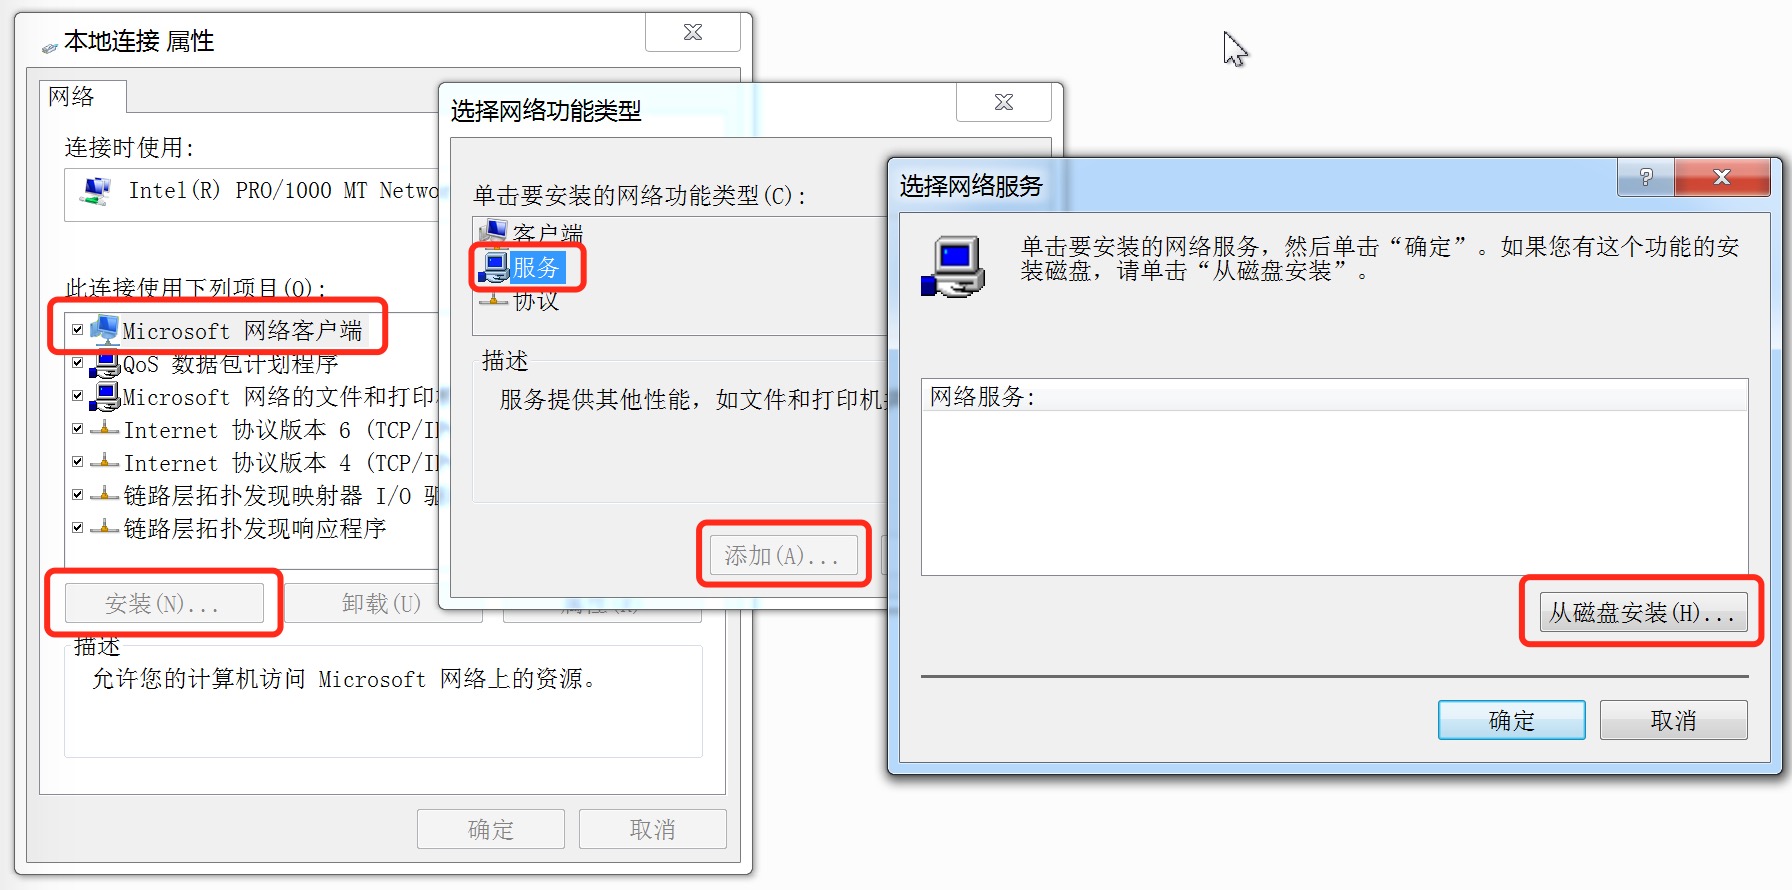 本地连接 属性
网络
连接时使用:
Intel(R) PRO/1000 MT Netwo
此连接使用下列项目(O):
Microsoft 网络客户端
QoS 数据包计划程序
Microsoft 网络的文件和打印
Internet 协议版本 6 (TCP/I
Internet 协议版本 4 (TCP/I
链路层拓扑发现映射器 I/O 驱
链路层拓扑发现响应程序
安装(N)...
卸载(U)
描述
允许您的计算机访问 Microsoft 网络上的资源。
确定
取消
选择网络功能类型
单击要安装的网络功能类型(C):
客户端
服务
协议
描述
服务提供其他性能，如文件和打印机
添加(A)...
选择网络服务
?
单击要安装的网络服务，然后单击“确定”。如果您有这个功能的安
装磁盘，请单击“从磁盘安装”。
网络服务:
从磁盘安装(H)...
确定
取消